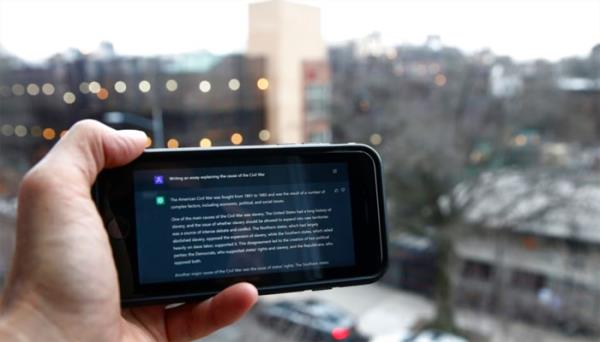 Writing an essay explaining the cause of the Civil War
The American Civil War was fought from 1861 to 1865 and was the result of a number of
complex factors, including economic, political, and social issues.
One of the main causes of the Civil War was slavery. The United States had a long history of
slavery, and the issue of whether slavery should be allowed to expand into new territories
was a source of intense debate and conflict. The Northern states, which had largely
abolished slavery, opposed the expansion of slavery, while the Southern states, which relied
heavily on slave labor, supported it. This disagreement led to the creation of two political
parties: the Democrats, who supported states' rights and slavery, and the Republicans, who
opposed both.
Another major cause of the Civil War was the issue of states' rights. The Southern states